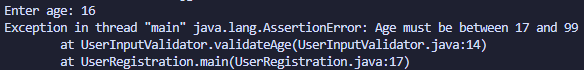 Enter age: 16
Exception in thread "main" java.lang.AssertionError: Age must be between 17 and 99
        at UserInputValidator.validateAge(UserInputValidator.java:14)
        at UserRegistration.main(UserRegistration.java:17)